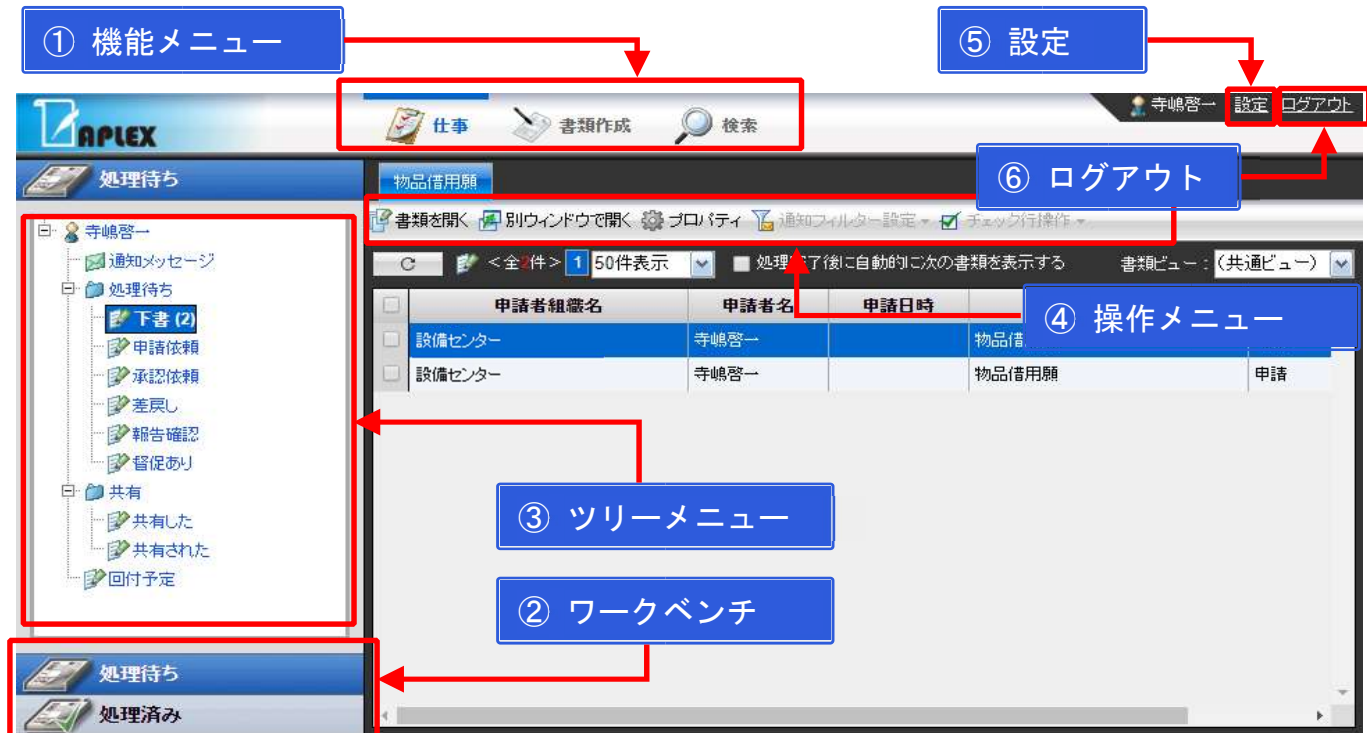 ① 機能メニュー
⑤ 設定
APLEX
仕事
書類作成
検索
寺嶋啓一 設定 ログアウト
処理待ち
物品借用願
⑥ ログアウト
書類を開く 別ウィンドウで開く プロパティ 通知フィルター設定 チェック行操作
<全2件> 1 50件表示 処理完了後に自動的に次の書類を表示する 書類ビュー : (共通ビュー)
寺嶋啓一
通知メッセージ
処理待ち
下書 (2)
申請依頼
承認依頼
差戻し
報告確認
督促あり
共有
共有した
共有された
回付予定
申請者組織名 申請者名 申請日時
④ 操作メニュー
設備センター 寺嶋啓一 物品借
設備センター 寺嶋啓一 物品借用願 申請
③ ツリーメニュー
② ワークベンチ
処理待ち
処理済み